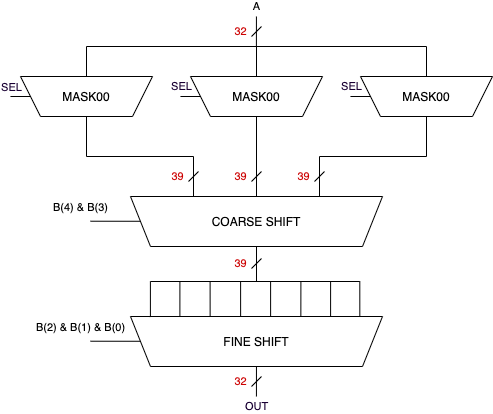 A
32
SEL MASK00 SEL MASK00 SEL MASK00
39 39 39
B(4) & B(3) COARSE SHIFT
39
B(2) & B(1) & B(0) FINE SHIFT
32
OUT